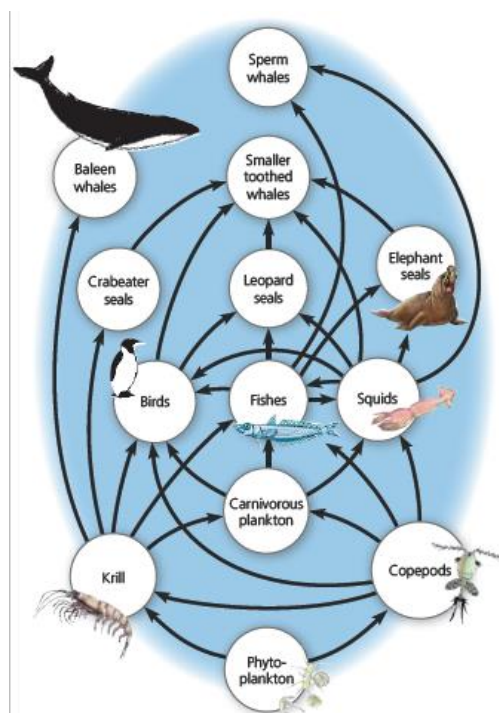 Sperm
whales
Baleen
whales
Smaller
toothed
whales
Crabeater
seals
Leopard
seals
Elephant
seals
Birds
Fishes
Squids
Carnivorous
plankton
Krill
Copepods
Phyto-
plankton